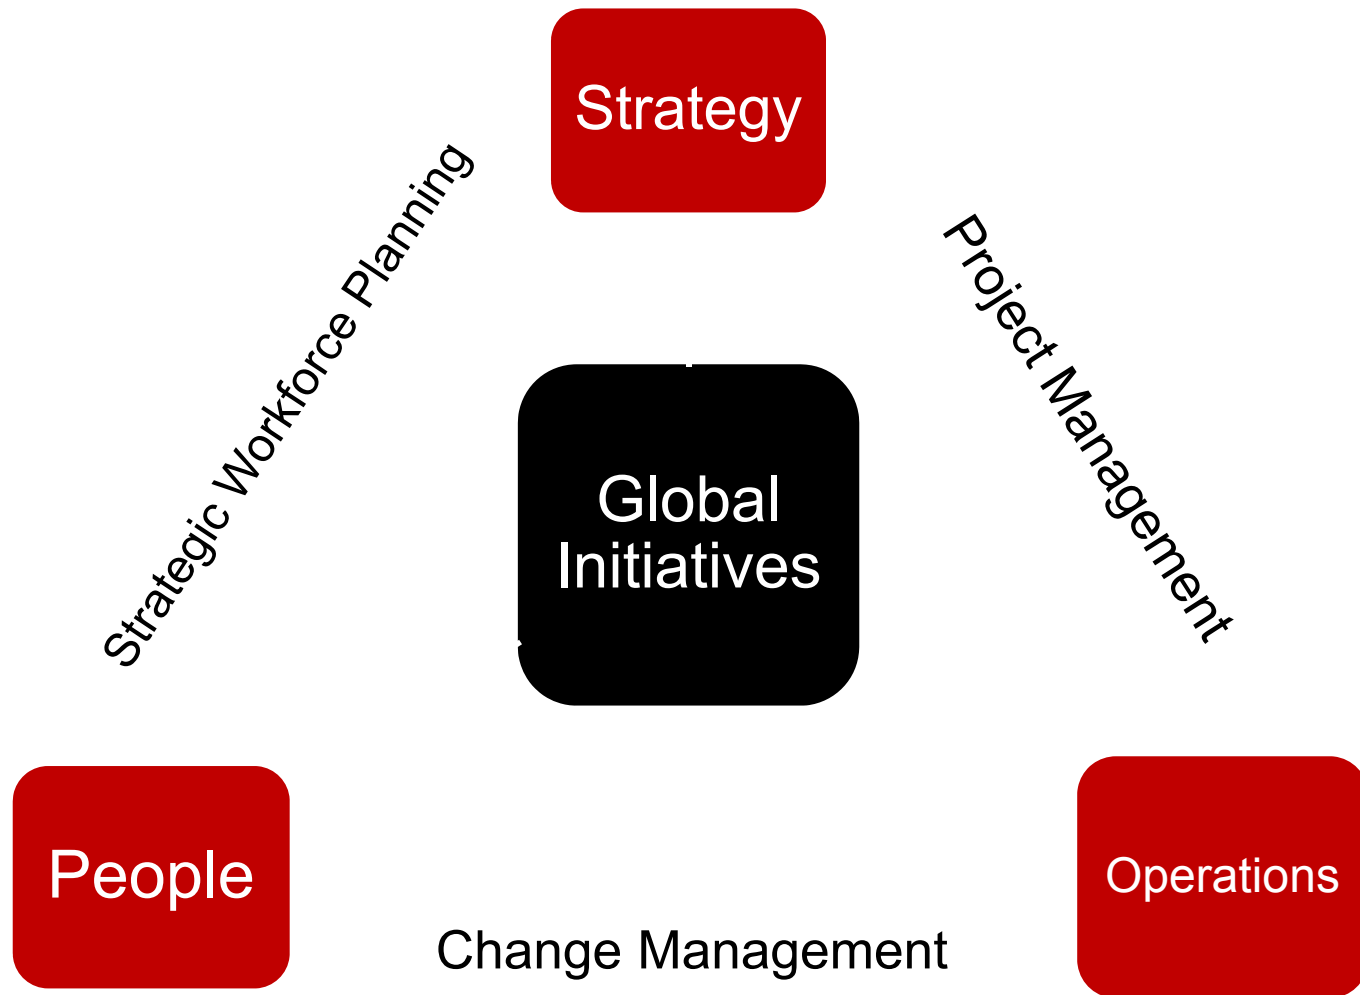 Strategy
Strategic Workforce Planning
Project Management
Global
Initiatives
People
Operations
Change Management